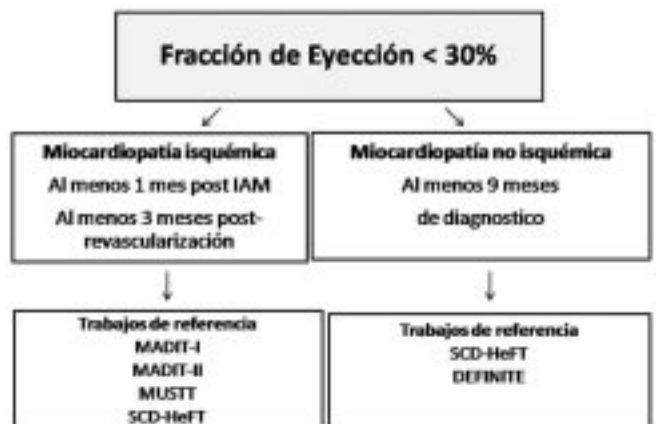 Fracción de Eyección < 30%
Miocardiopatía isquémica
Al menos 1 mes post IAM
Al menos 3 meses post-
revascularización
Miocardiopatía no isquémica
Al menos 9 meses
de diagnostico
Trabajos de referencia
MADIT-I
MADIT-II
MUSTT
SCD-HeFT
Trabajos de referencia
SCD-HeFT
DEFINITE